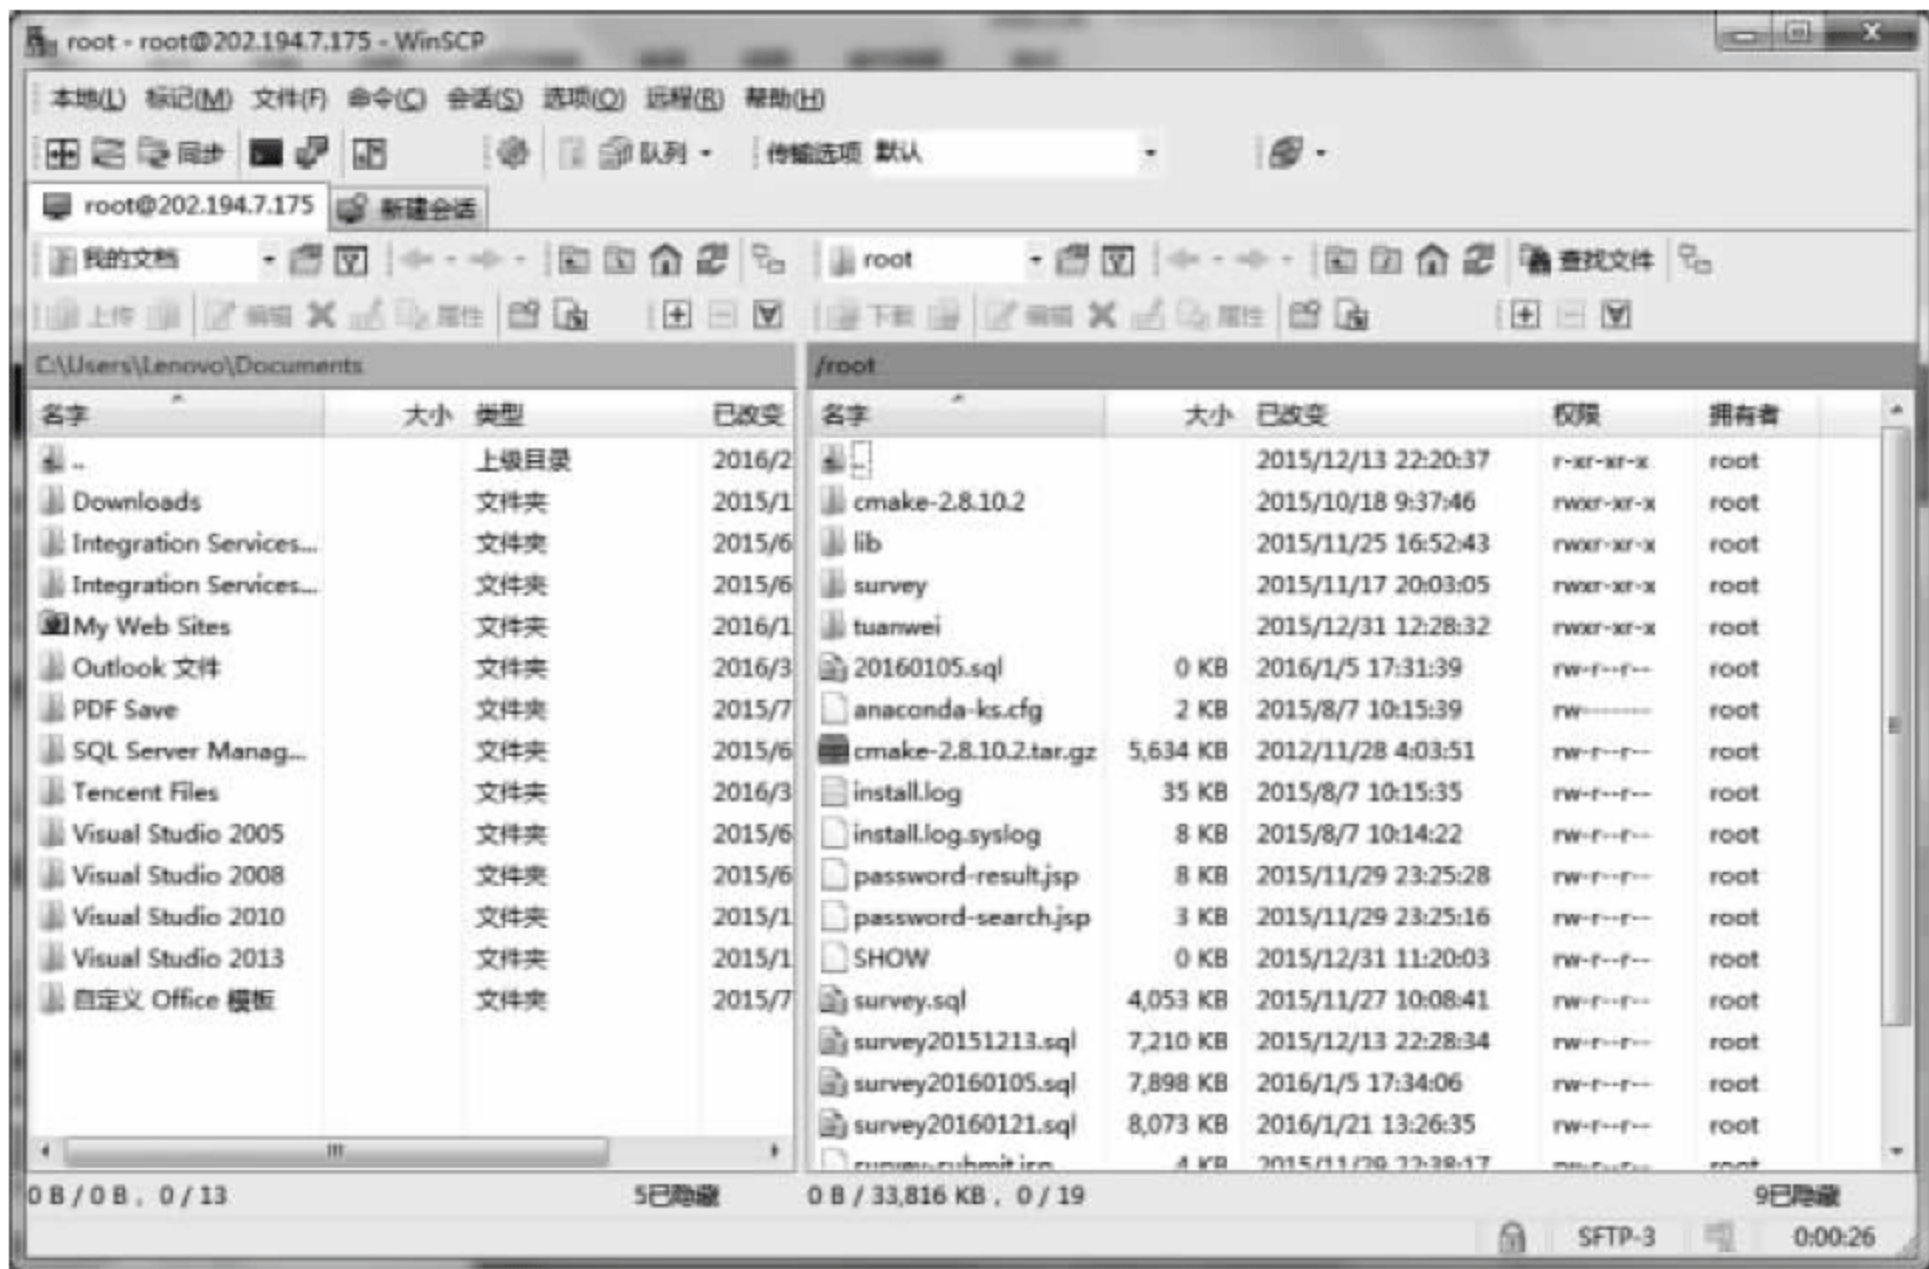 root - root@202.194.7.175 - WinSCP
本地(L) 标记(M) 文件(F) 命令(C) 会话(S) 选项(O) 远程(R) 帮助(H)
同步 队列 传输选项 默认
root@202.194.7.175 新建会话
我的文档 root 查找文件
上传 编辑 属性 下载 编辑 属性
C:\Users\Lenovo\Documents /root
名字 大小 类型 已改变 名字 大小 已改变 权限 拥有者
.. 上级目录 2016/2 .. 2015/12/13 22:20:37 r-xr-xr-x root
Downloads 文件夹 2015/1 cmake-2.8.10.2 2015/10/18 9:37:46 rwxr-xr-x root
Integration Services... 文件夹 2015/6 lib 2015/11/25 16:52:43 rwxr-xr-x root
Integration Services... 文件夹 2015/6 survey 2015/11/17 20:03:05 rwxr-xr-x root
My Web Sites 文件夹 2016/1 tuanwei 2015/12/31 12:28:32 rwxr-xr-x root
Outlook 文件 文件夹 2016/3 20160105.sql 0 KB 2016/1/5 17:31:39 rw-r--r-- root
PDF Save 文件夹 2015/7 anaconda-ks.cfg 2 KB 2015/8/7 10:15:39 rw------- root
SQL Server Manag... 文件夹 2015/6 cmake-2.8.10.2.tar.gz 5,634 KB 2012/11/28 4:03:51 rw-r--r-- root
Tencent Files 文件夹 2016/3 install.log 35 KB 2015/8/7 10:15:35 rw-r--r-- root
Visual Studio 2005 文件夹 2015/6 install.log.syslog 8 KB 2015/8/7 10:14:22 rw-r--r-- root
Visual Studio 2008 文件夹 2015/6 password-result.jsp 8 KB 2015/11/29 23:25:28 rw-r--r-- root
Visual Studio 2010 文件夹 2015/1 password-search.jsp 3 KB 2015/11/29 23:25:16 rw-r--r-- root
Visual Studio 2013 文件夹 2015/1 SHOW 0 KB 2015/12/31 11:20:03 rw-r--r-- root
自定义 Office 模板 文件夹 2015/7 survey.sql 4,053 KB 2015/11/27 10:08:41 rw-r--r-- root
survey20151213.sql 7,210 KB 2015/12/13 22:28:34 rw-r--r-- root
survey20160105.sql 7,898 KB 2016/1/5 17:34:06 rw-r--r-- root
survey20160121.sql 8,073 KB 2016/1/21 13:26:35 rw-r--r-- root
survey-submit.jsp 4 KB 2015/11/29 22:38:17 rw-r--r-- root
0 B / 0 B, 0 / 13 5已隐藏 0 B / 33,816 KB, 0 / 19 9已隐藏
SFTP-3 0:00:26